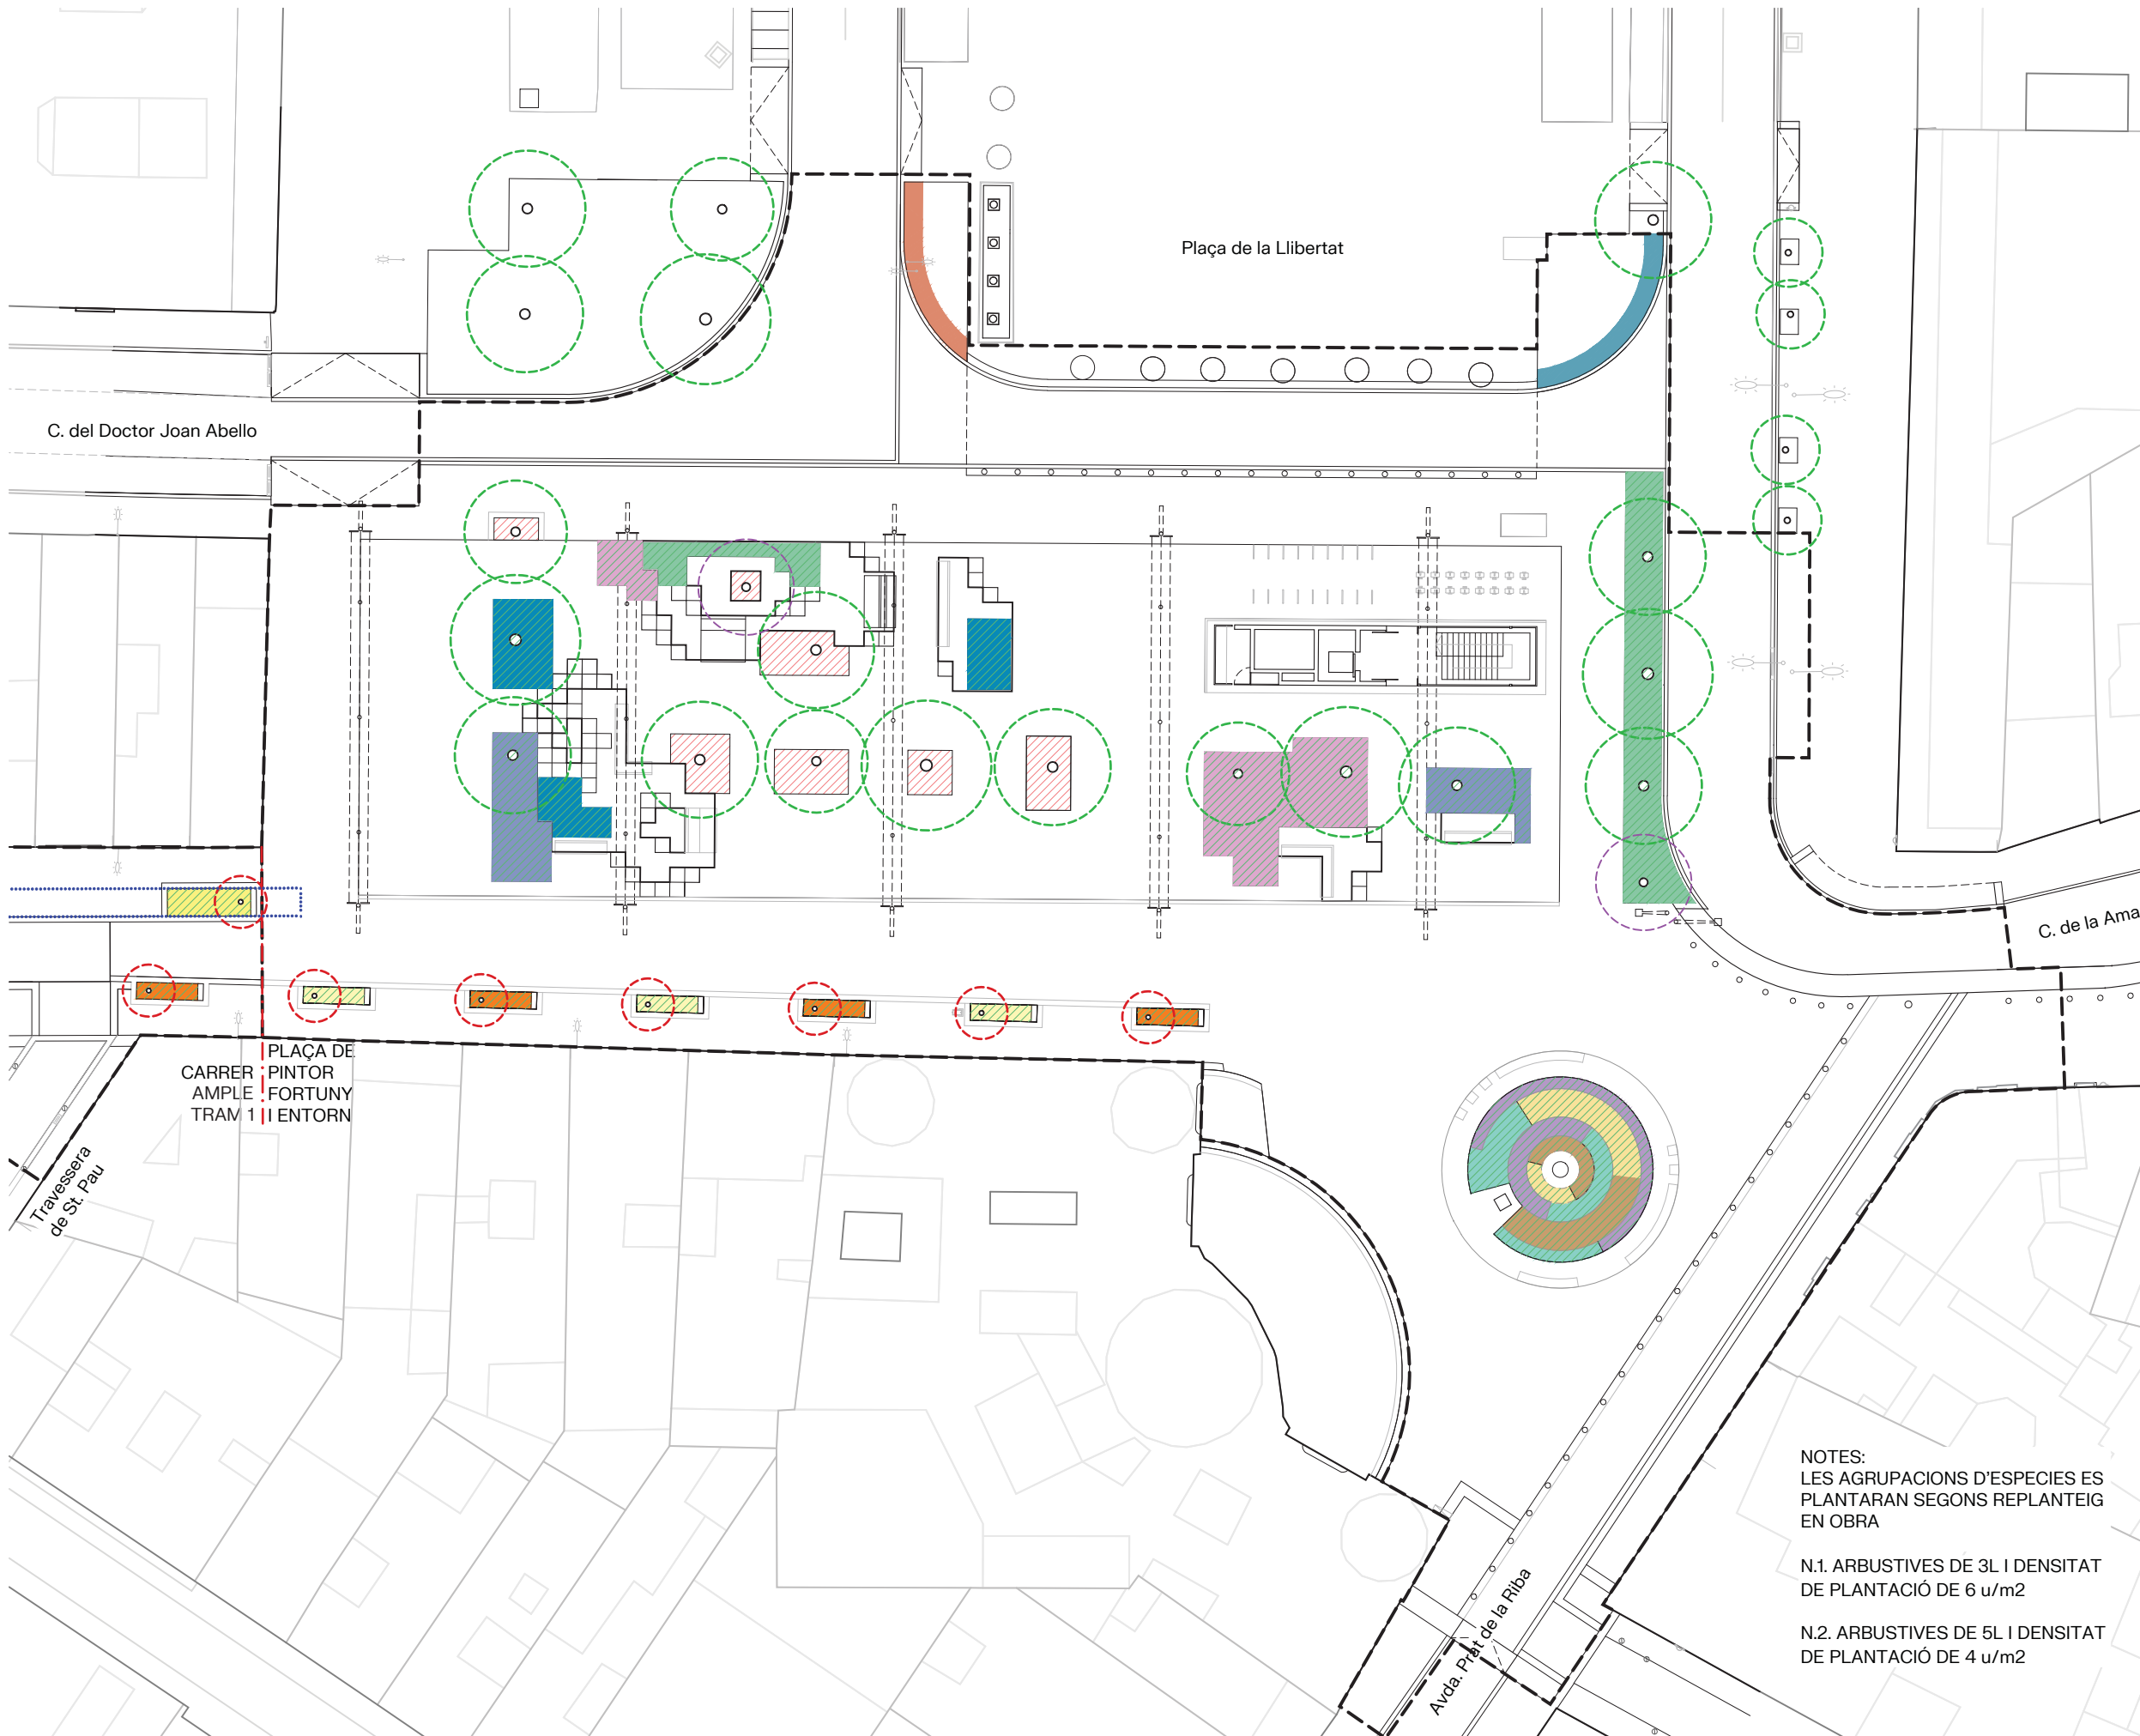 Plaça de la Llibertat
C. del Doctor Joan Abello
C. de la Ama
CARRER
AMPLE
TRAM 1
PLAÇA DE
PINTOR
FORTUNY
I ENTORN
Travessera
de St. Pau
Avda. Prat de la Riba
NOTES:
LES AGRUPACIONS D'ESPECIES ES
PLANTARAN SEGONS REPLANTEIG
EN OBRA
N.1. ARBUSTIVES DE 3L I DENSITAT
DE PLANTACIÓ DE 6 u/m2
N.2. ARBUSTIVES DE 5L I DENSITAT
DE PLANTACIÓ DE 4 u/m2